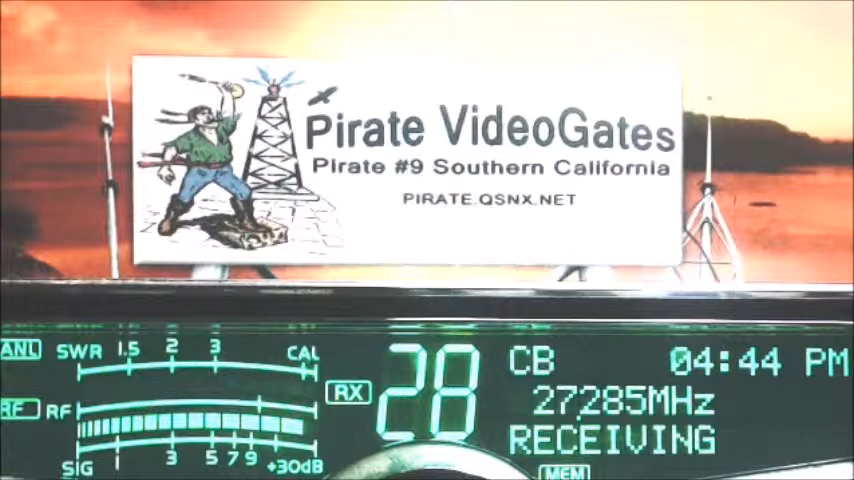 Pirate VideoGates
Pirate #9 Southern California
PIRATE.QSNX.NET
ANL SWR 1.5 2 3 CAL
RX 28 CB 04:44 PM
RF RF 27,285MHz
RECEIVING
SIG 1 3 5 7 9 +30dB
MEM